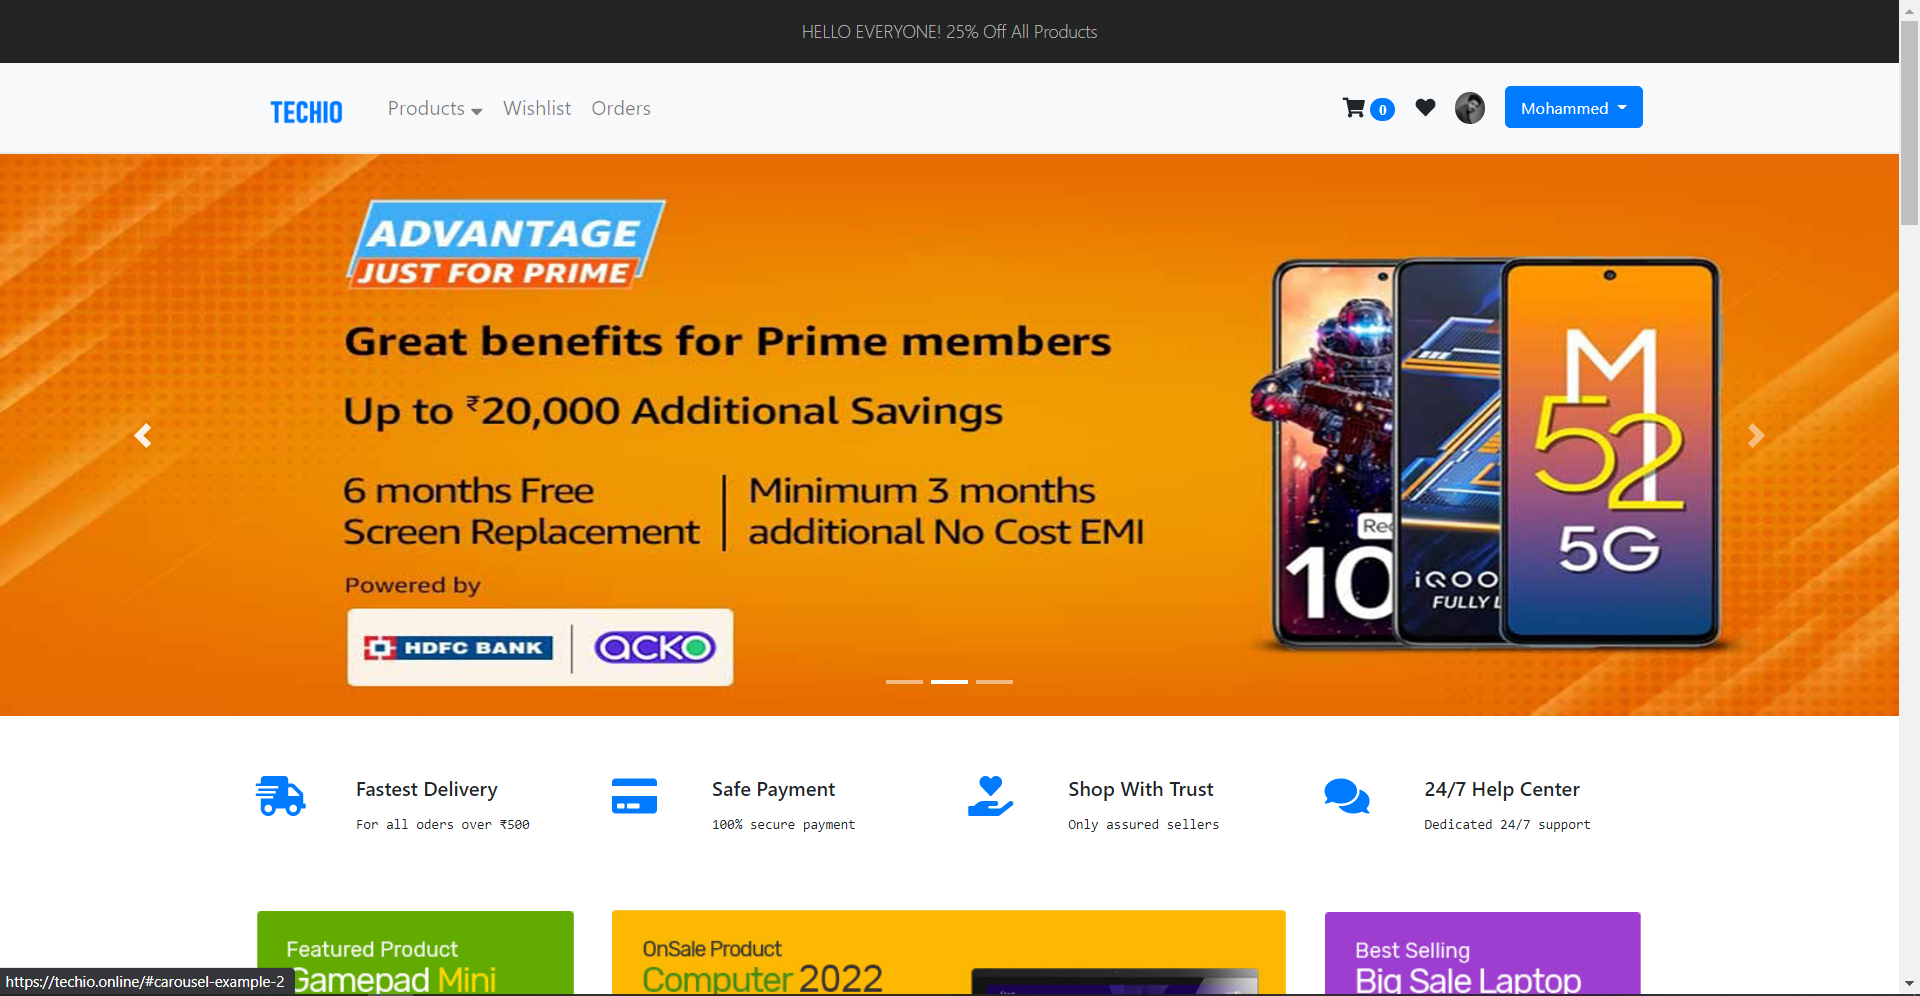 HELLO EVERYONE! 25% Off All Products
TECHIO
Products
Wishlist
Orders
0
Mohammed
ADVANTAGE
JUST FOR PRIME
Great benefits for Prime members
Up to ₹20,000 Additional Savings
6 months Free
Screen Replacement
Minimum 3 months
additional No Cost EMI
Powered by
HDFC BANK
acko
Rec
10
iQOO
FULLY L
M
52
5G
Fastest Delivery
For all oders over ₹500
Safe Payment
100% secure payment
Shop With Trust
Only assured sellers
24/7 Help Center
Dedicated 24/7 support
Featured Product
Gamepad Mini
OnSale Product
Computer 2022
Best Selling
Big Sale Laptop
https://techio.online/#carousel-example-2